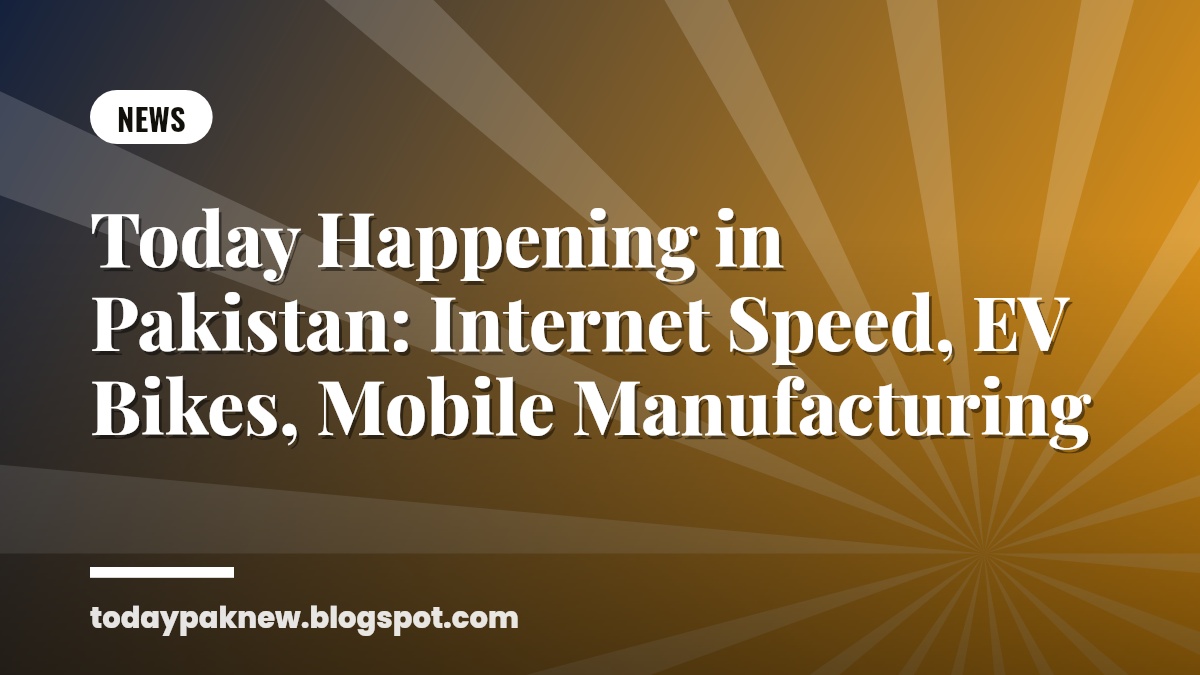 NEWS
Today Happening in
Pakistan: Internet Speed, EV
Bikes, Mobile Manufacturing
todaypaknew.blogspot.com